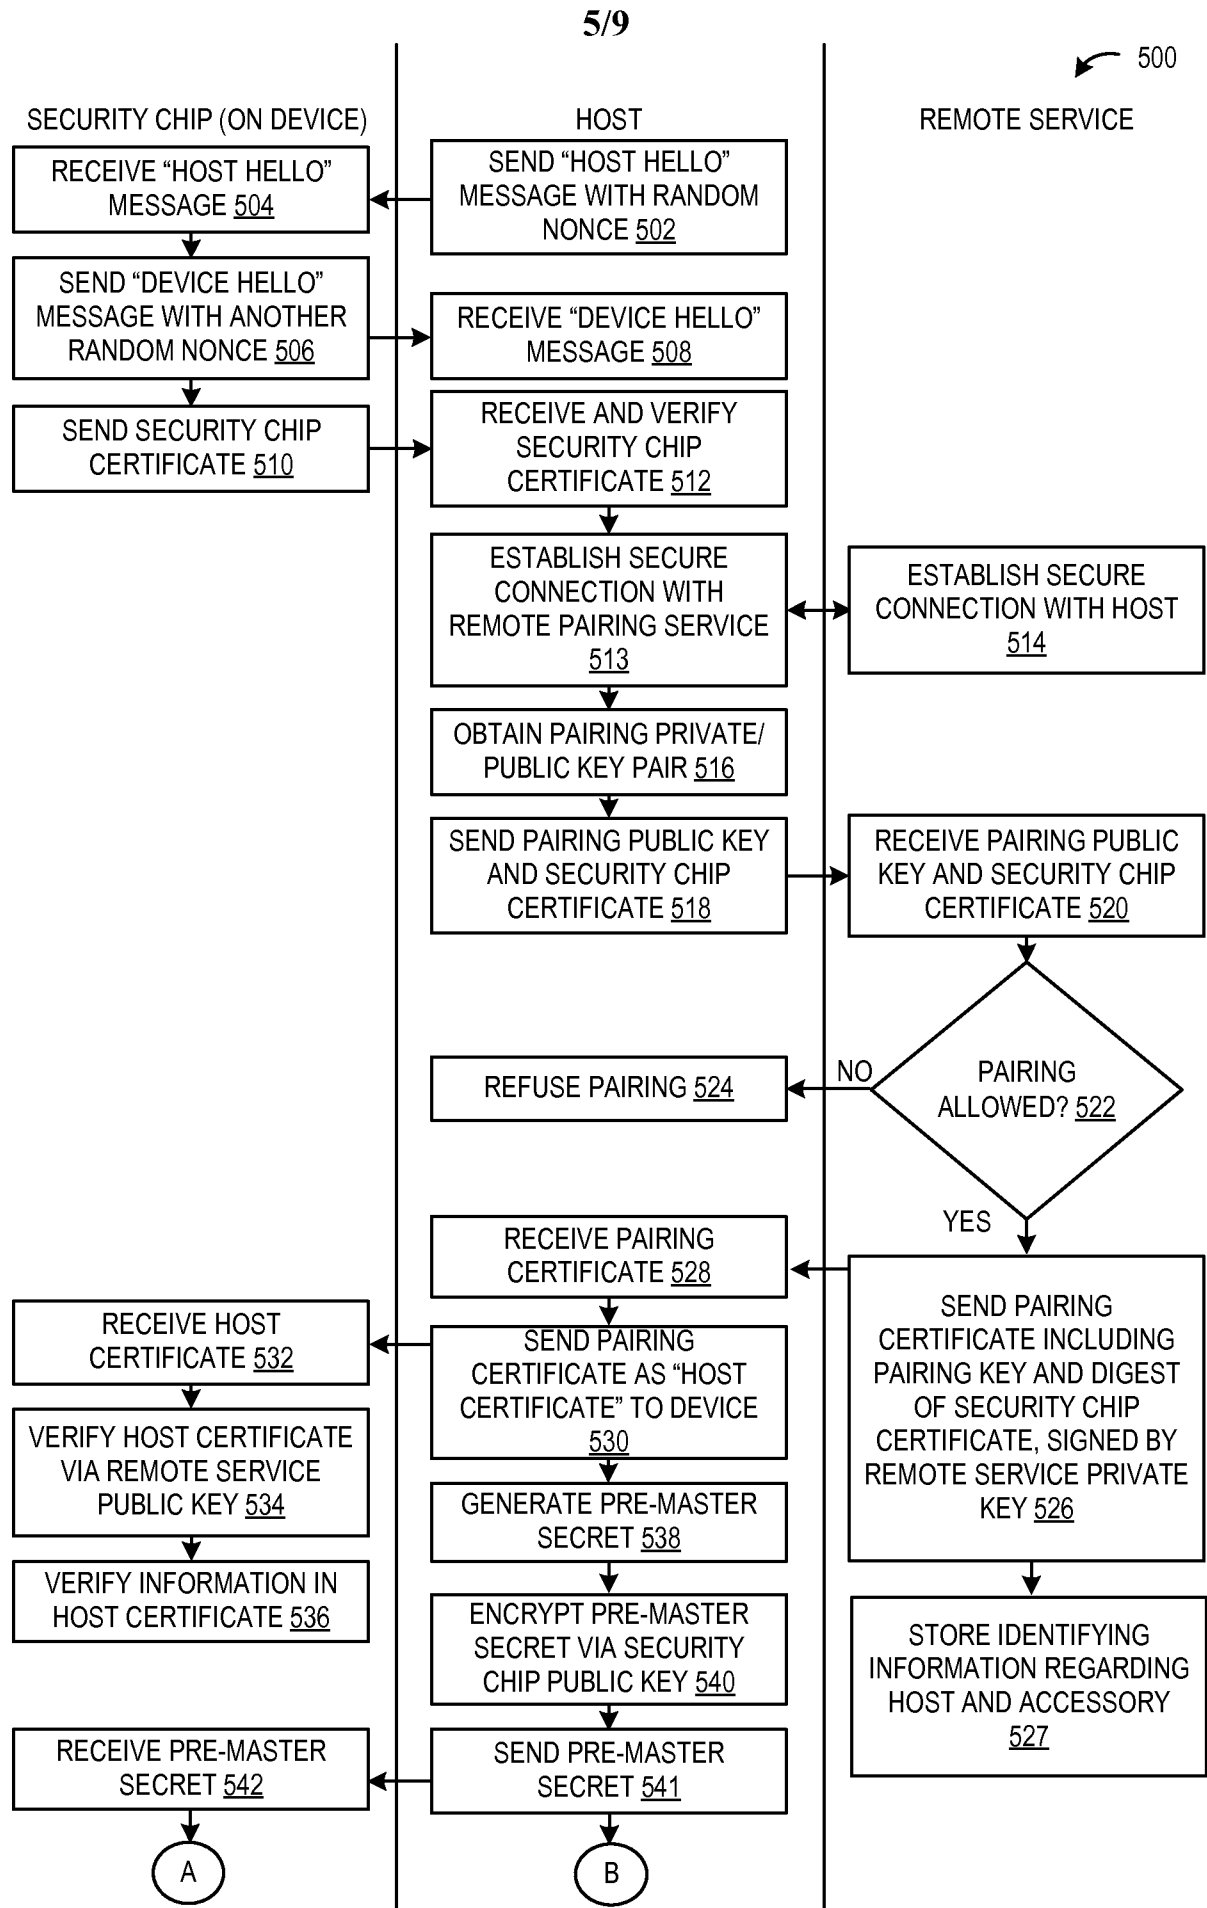 5/9
500
SECURITY CHIP (ON DEVICE)
HOST
REMOTE SERVICE
SEND “HOST HELLO”
MESSAGE WITH RANDOM
NONCE 502
RECEIVE “HOST HELLO”
MESSAGE 504
SEND “DEVICE HELLO”
MESSAGE WITH ANOTHER
RANDOM NONCE 506
RECEIVE “DEVICE HELLO”
MESSAGE 508
SEND SECURITY CHIP
CERTIFICATE 510
RECEIVE AND VERIFY
SECURITY CHIP
CERTIFICATE 512
ESTABLISH SECURE
CONNECTION WITH
REMOTE PAIRING SERVICE
513
ESTABLISH SECURE
CONNECTION WITH HOST
514
OBTAIN PAIRING PRIVATE/
PUBLIC KEY PAIR 516
SEND PAIRING PUBLIC KEY
AND SECURITY CHIP
CERTIFICATE 518
RECEIVE PAIRING PUBLIC
KEY AND SECURITY CHIP
CERTIFICATE 520
PAIRING
ALLOWED? 522
NO
REFUSE PAIRING 524
YES
SEND PAIRING
CERTIFICATE INCLUDING
PAIRING KEY AND DIGEST
OF SECURITY CHIP
CERTIFICATE, SIGNED BY
REMOTE SERVICE PRIVATE
KEY 526
RECEIVE PAIRING
CERTIFICATE 528
SEND PAIRING
CERTIFICATE AS “HOST
CERTIFICATE” TO DEVICE
530
RECEIVE HOST
CERTIFICATE 532
VERIFY HOST CERTIFICATE
VIA REMOTE SERVICE
PUBLIC KEY 534
VERIFY INFORMATION IN
HOST CERTIFICATE 536
GENERATE PRE-MASTER
SECRET 538
ENCRYPT PRE-MASTER
SECRET VIA SECURITY
CHIP PUBLIC KEY 540
STORE IDENTIFYING
INFORMATION REGARDING
HOST AND ACCESSORY
527
SEND PRE-MASTER
SECRET 541
RECEIVE PRE-MASTER
SECRET 542
A
B